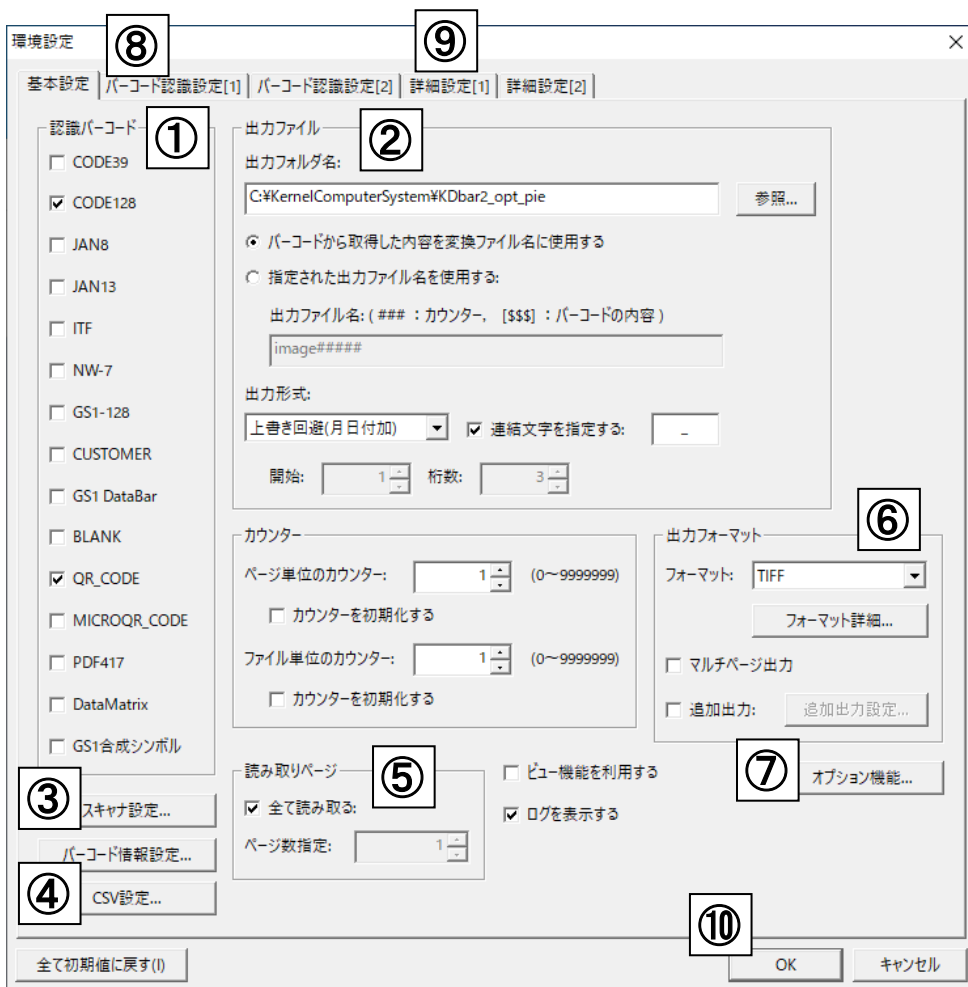 ⑧
⑨
環境設定
基本設定 バーコード認識設定[1] バーコード認識設定[2] 詳細設定[1] 詳細設定[2]
認識バーコード
①
CODE39
CODE128
JAN8
JAN13
ITF
NW-7
GS1-128
CUSTOMER
GS1 DataBar
BLANK
QR_CODE
MICROQR_CODE
PDF417
DataMatrix
GS1合成シンボル
出力ファイル
②
出力フォルダ名:
C:¥KernelComputerSystem¥KDbar2_opt_pie 参照...
バーコードから取得した内容を変換ファイル名に使用する
指定された出力ファイル名を使用する:
出力ファイル名: ( ### : カウンター, [$$$] : バーコードの内容 )
image#####
出力形式:
上書き回避(月日付加) 連結文字を指定する: _
開始: 1 桁数: 3
カウンター
ページ単位のカウンター: 1 (0~9999999)
カウンターを初期化する
ファイル単位のカウンター: 1 (0~9999999)
カウンターを初期化する
⑥
出力フォーマット
フォーマット: TIFF
フォーマット詳細...
マルチページ出力
追加出力: 追加出力設定...
読み取りページ
⑤
全て読み取る:
ページ数指定: 1
ビュー機能を利用する
ログを表示する
⑦ オプション機能...
③ スキャナ設定...
バーコード情報設定...
④ CSV設定...
⑩
全て初期値に戻す(I) OK キャンセル